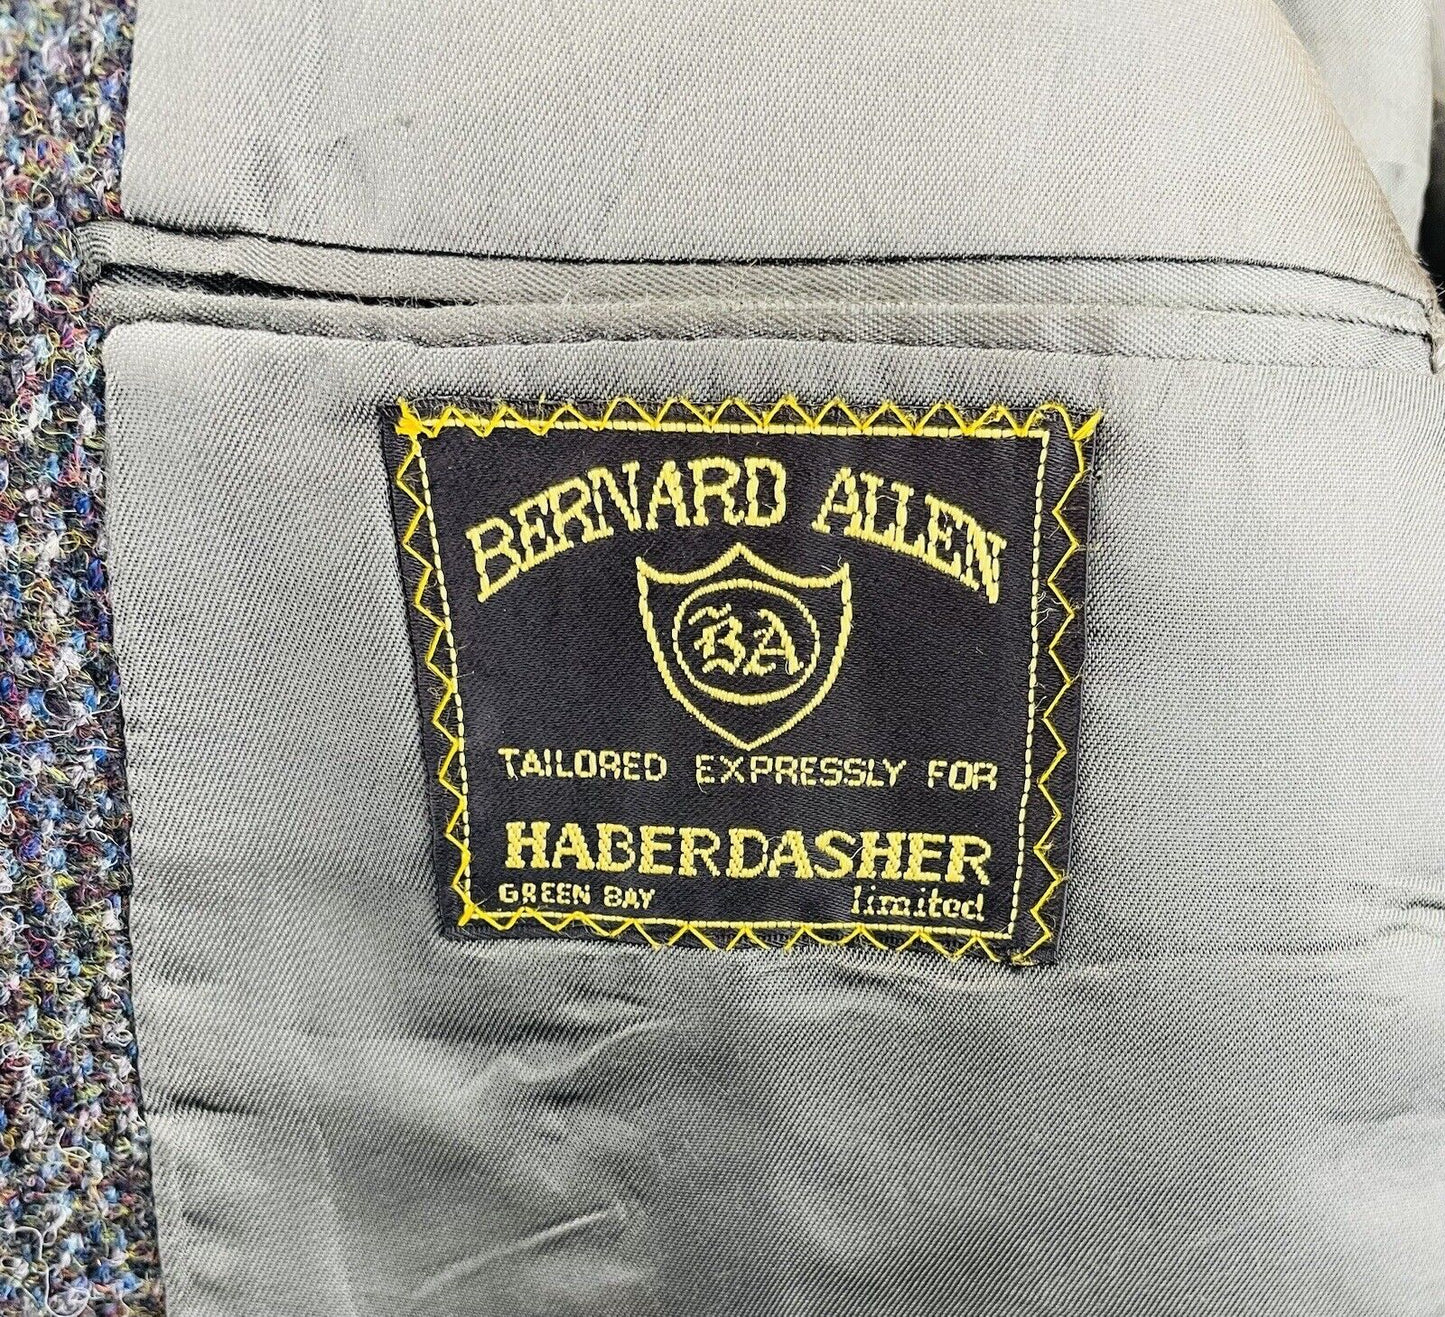 BERNARD ALLEN
BA
TAILORED EXPRESSLY FOR
HABERDASHER
GREEN BAY limited